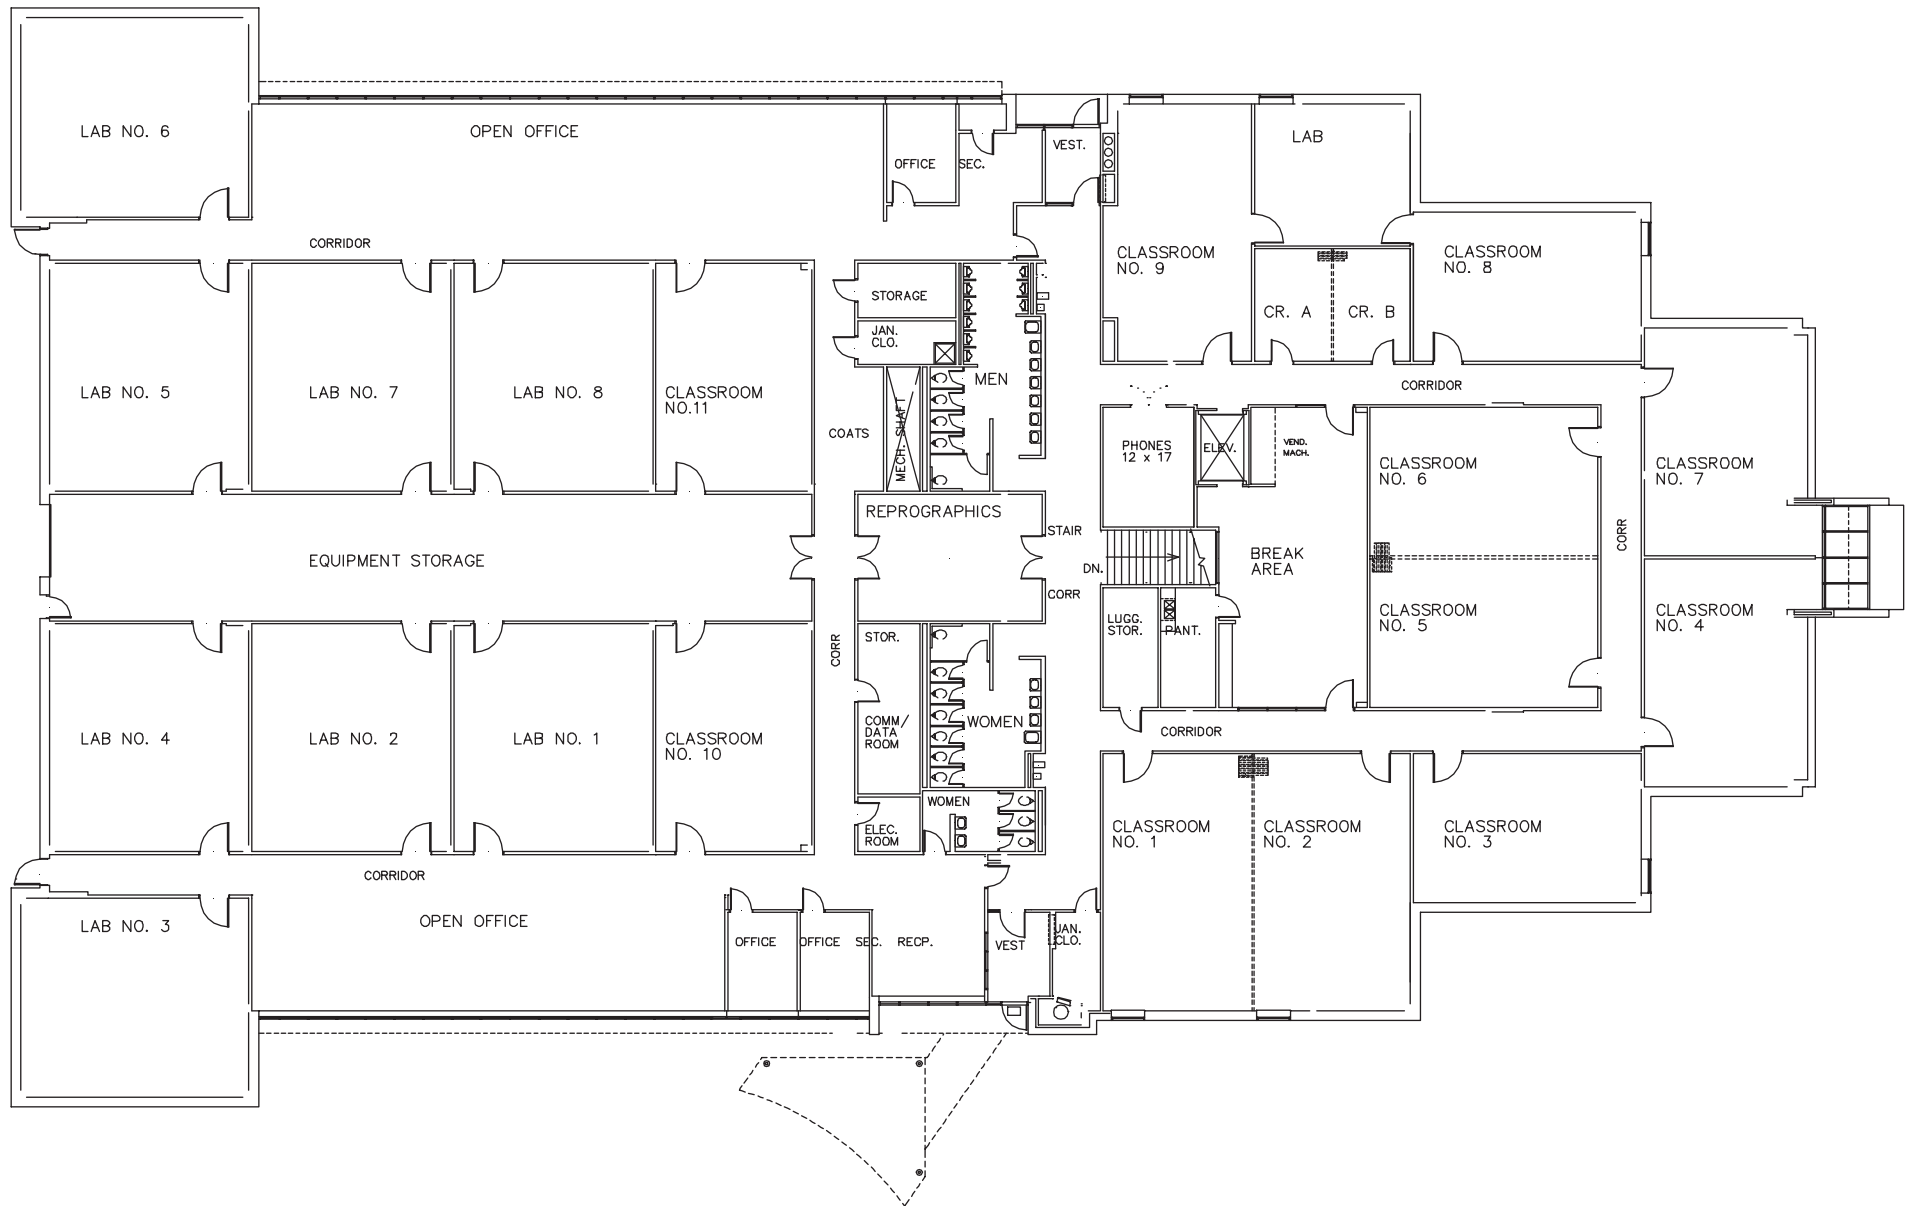 LAB NO. 6
OPEN OFFICE
OFFICE
SEC.
VEST.
LAB
CORRIDOR
CLASSROOM
NO. 9
CLASSROOM
NO. 8
STORAGE
JAN.
CLO.
CR. A
CR. B
LAB NO. 5
LAB NO. 7
LAB NO. 8
CLASSROOM
NO.11
COATS
MECH. SHAFT
MEN
CORRIDOR
PHONES
12 x 17
ELEV.
VEND.
MACH.
CLASSROOM
NO. 6
CLASSROOM
NO. 7
REPROGRAPHICS
STAIR
DN.
CORR
EQUIPMENT STORAGE
BREAK
AREA
CORR
LUGG.
STOR.
PANT.
CLASSROOM
NO. 5
CLASSROOM
NO. 4
CORR
STOR.
COMM/
DATA
ROOM
WOMEN
LAB NO. 4
LAB NO. 2
LAB NO. 1
CLASSROOM
NO. 10
CORRIDOR
WOMEN
ELEC.
ROOM
CLASSROOM
NO. 1
CLASSROOM
NO. 2
CLASSROOM
NO. 3
CORRIDOR
LAB NO. 3
OPEN OFFICE
OFFICE
OFFICE
SEC.
RECP.
VEST
JAN.
CLO.